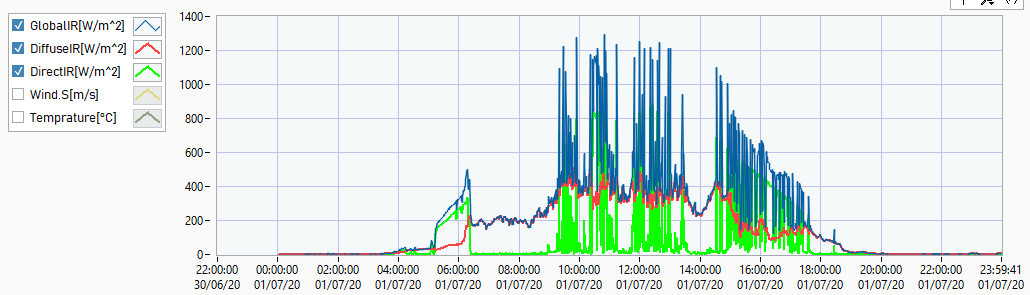 GlobalIR[W/m^2]
DiffuseIR[W/m^2]
DirectIR[W/m^2]
Wind.S[m/s]
Temprature[°C]
1400
1200
1000
800
600
400
200
0
22:00:00 00:00:00 02:00:00 04:00:00 06:00:00 08:00:00 10:00:00 12:00:00 14:00:00 16:00:00 18:00:00 20:00:00 22:00:00 23:59:41
30/06/20 01/07/20 01/07/20 01/07/20 01/07/20 01/07/20 01/07/20 01/07/20 01/07/20 01/07/20 01/07/20 01/07/20 01/07/20 01/07/20